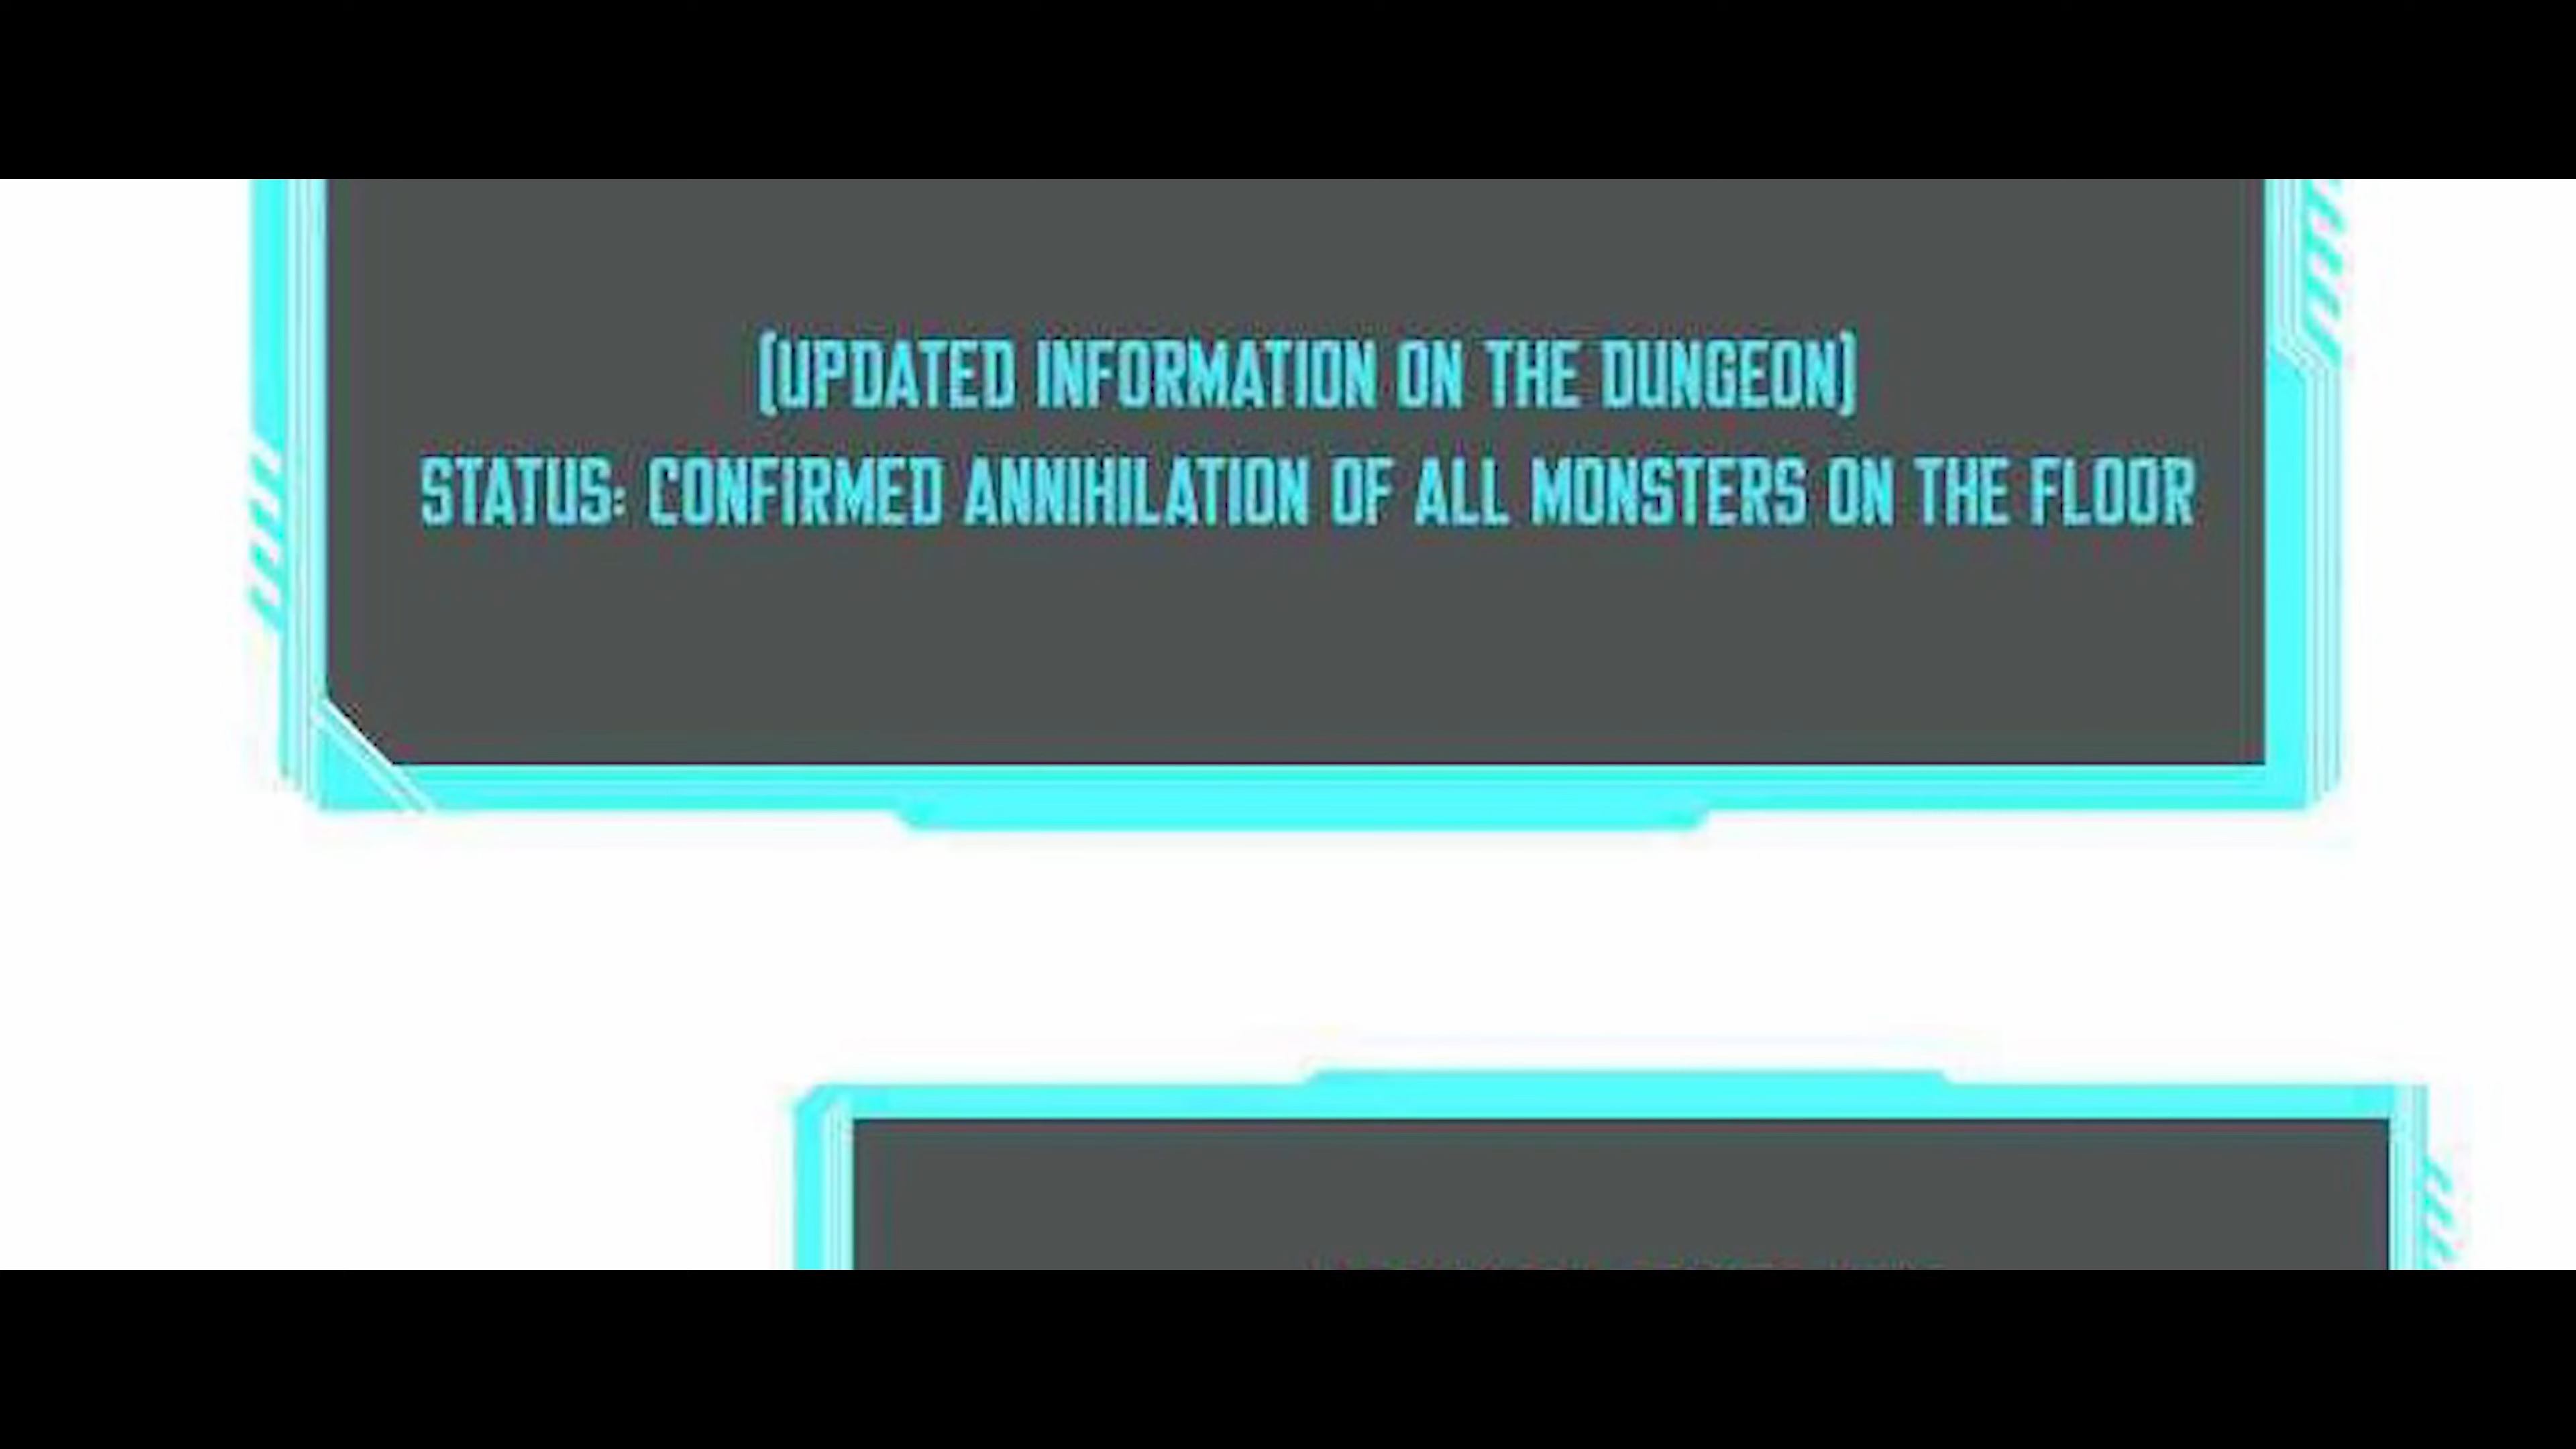 (UPDATED INFORMATION ON THE DUNGEON)
STATUS: CONFIRMED ANNIHILATION OF ALL MONSTERS ON THE FLOOR